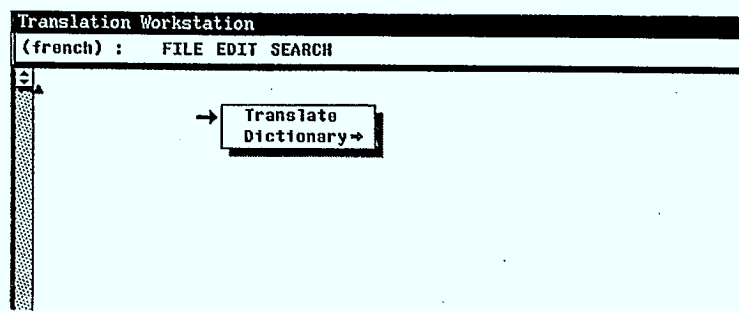 Translation Workstation
(french) : FILE EDIT SEARCH
→ Translate
Dictionary⇒